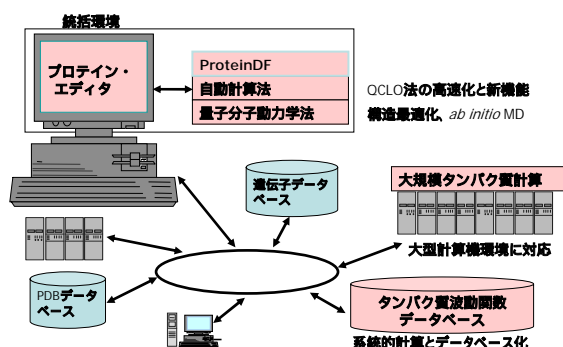 統括環境
プロテイン・
エディタ
ProteinDF
自動計算法
量子分子動力学法
QCLO法の高速化と新機能
構造最適化、ab initio MD
遺伝子データ
ベース
大規模タンパク質計算
大型計算機環境に対応
PDBデータ
ベース
タンパク質波動関数
データベース
系統的計算とデータベース化